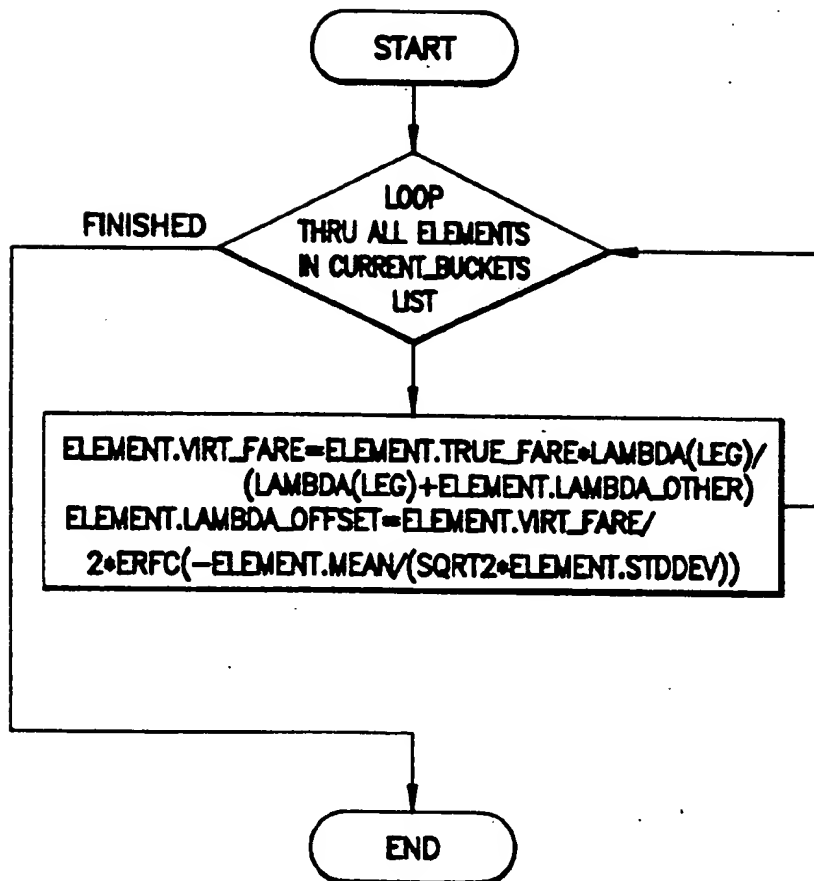 START
LOOP
THRU ALL ELEMENTS
IN CURRENT_BUCKETS
LIST
FINISHED
ELEMENT.VIRT_FARE=ELEMENT.TRUE_FARE*LAMBDA(LEG)/
(LAMBDA(LEG)+ELEMENT.LAMBDA_OTHER)
ELEMENT.LAMBDA_OFFSET=ELEMENT.VIRT_FARE/
2*ERFC(-ELEMENT.MEAN/(SQRT2*ELEMENT.STDDEV))
END